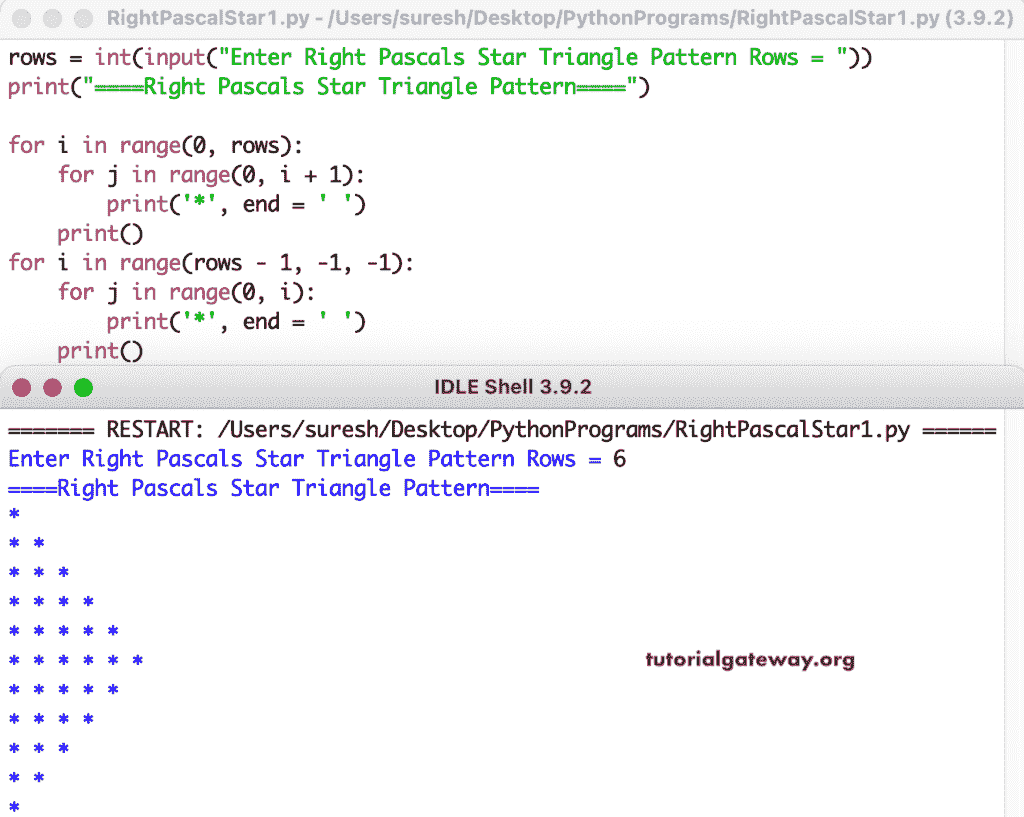 RightPascalStar1.py - /Users/suresh/Desktop/PythonPrograms/RightPascalStar1.py (3.9.2)
rows = int(input("Enter Right Pascals Star Triangle Pattern Rows = "))
print("====Right Pascals Star Triangle Pattern====")

for i in range(0, rows):
    for j in range(0, i + 1):
        print('*', end = ' ')
    print()
for i in range(rows - 1, -1, -1):
    for j in range(0, i):
        print('*', end = ' ')
    print()
IDLE Shell 3.9.2
======= RESTART: /Users/suresh/Desktop/PythonPrograms/RightPascalStar1.py ======
Enter Right Pascals Star Triangle Pattern Rows = 6
====Right Pascals Star Triangle Pattern====
*
* *
* * *
* * * *
* * * * *
* * * * * *
tutorialgateway.org
* * * * *
* * * *
* * *
* *
*